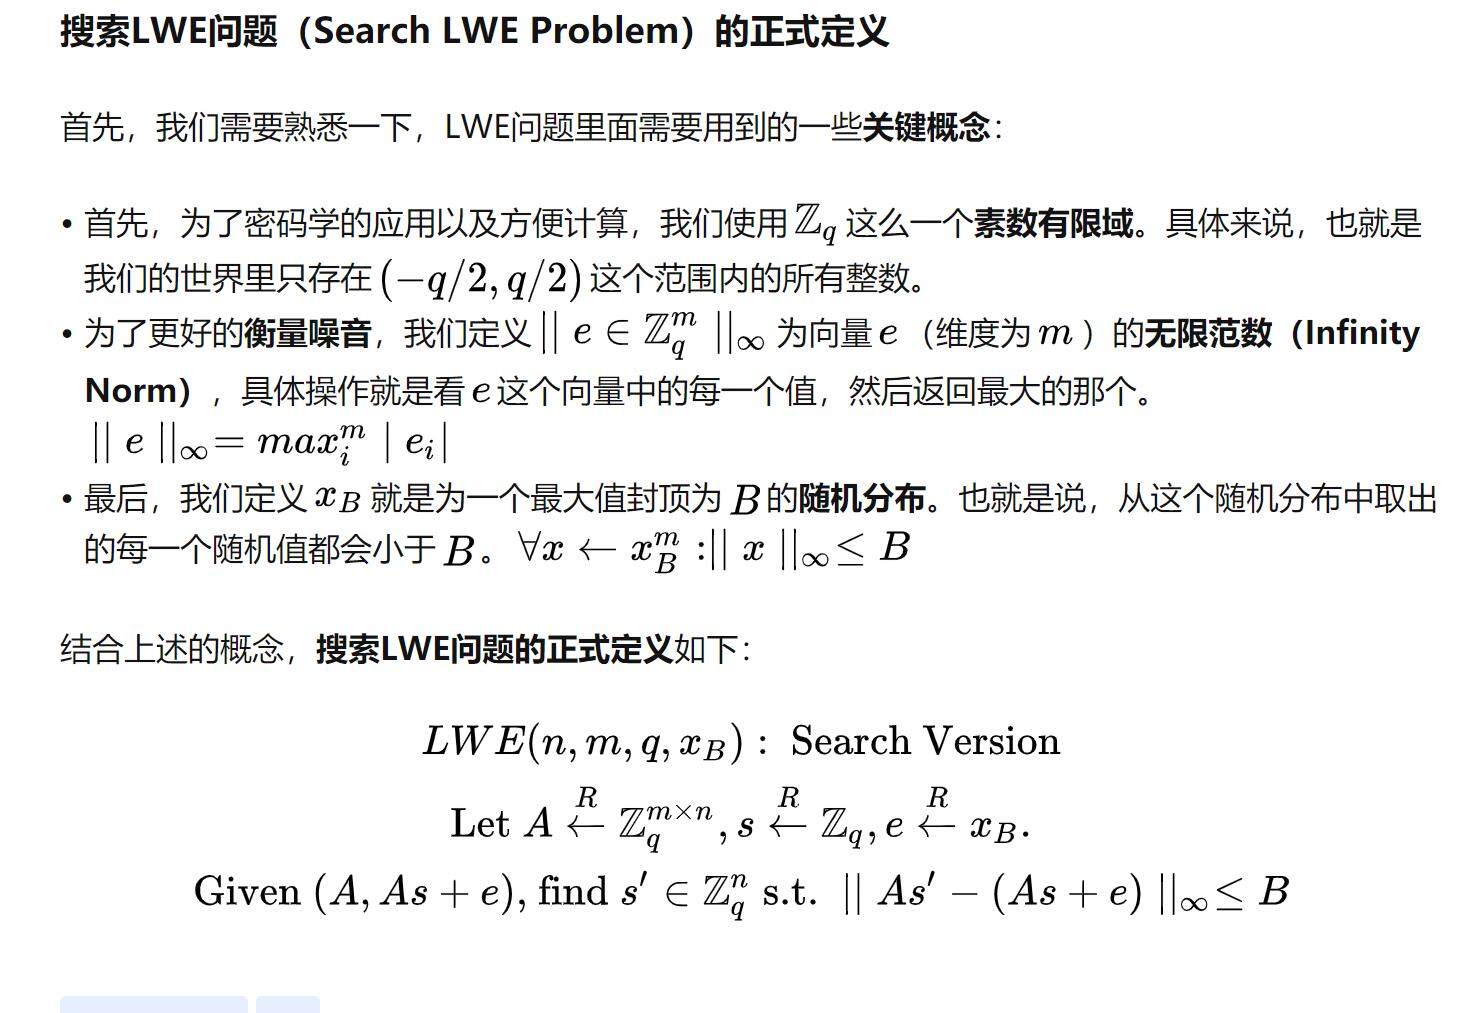 搜索LWE问题（Search LWE Problem）的正式定义
首先，我们需要熟悉一下，LWE问题里面需要用到的一些关键概念：
• 首先，为了密码学的应用以及方便计算，我们使用 $\mathbb{Z}_q$ 这么一个素数有限域。具体来说，也就是
我们的世界里只存在 $(-q/2, q/2)$ 这个范围内的所有整数。
• 为了更好的衡量噪音，我们定义 $|| e \in \mathbb{Z}_q^m ||_\infty$ 为向量 $e$ （维度为 $m$ ）的无限范数（Infinity
Norm），具体操作就是看 $e$ 这个向量中的每一个值，然后返回最大的那个。
$|| e ||_\infty = max_i^m | e_i |$
• 最后，我们定义 $x_B$ 就是为一个最大值封顶为 $B$ 的随机分布。也就是说，从这个随机分布中取出
的每一个随机值都会小于 $B$ 。 $\forall x \leftarrow x_B^m : || x ||_\infty \leq B$
结合上述的概念，搜索LWE问题的正式定义如下：
$LWE(n, m, q, x_B) :$ Search Version
Let $A \overset{R}{\leftarrow} \mathbb{Z}_q^{m \times n}, s \overset{R}{\leftarrow} \mathbb{Z}_q, e \overset{R}{\leftarrow} x_B.$
Given $(A, As + e)$, find $s' \in \mathbb{Z}_q^n$ s.t. $|| As' - (As + e) ||_\infty \leq B$